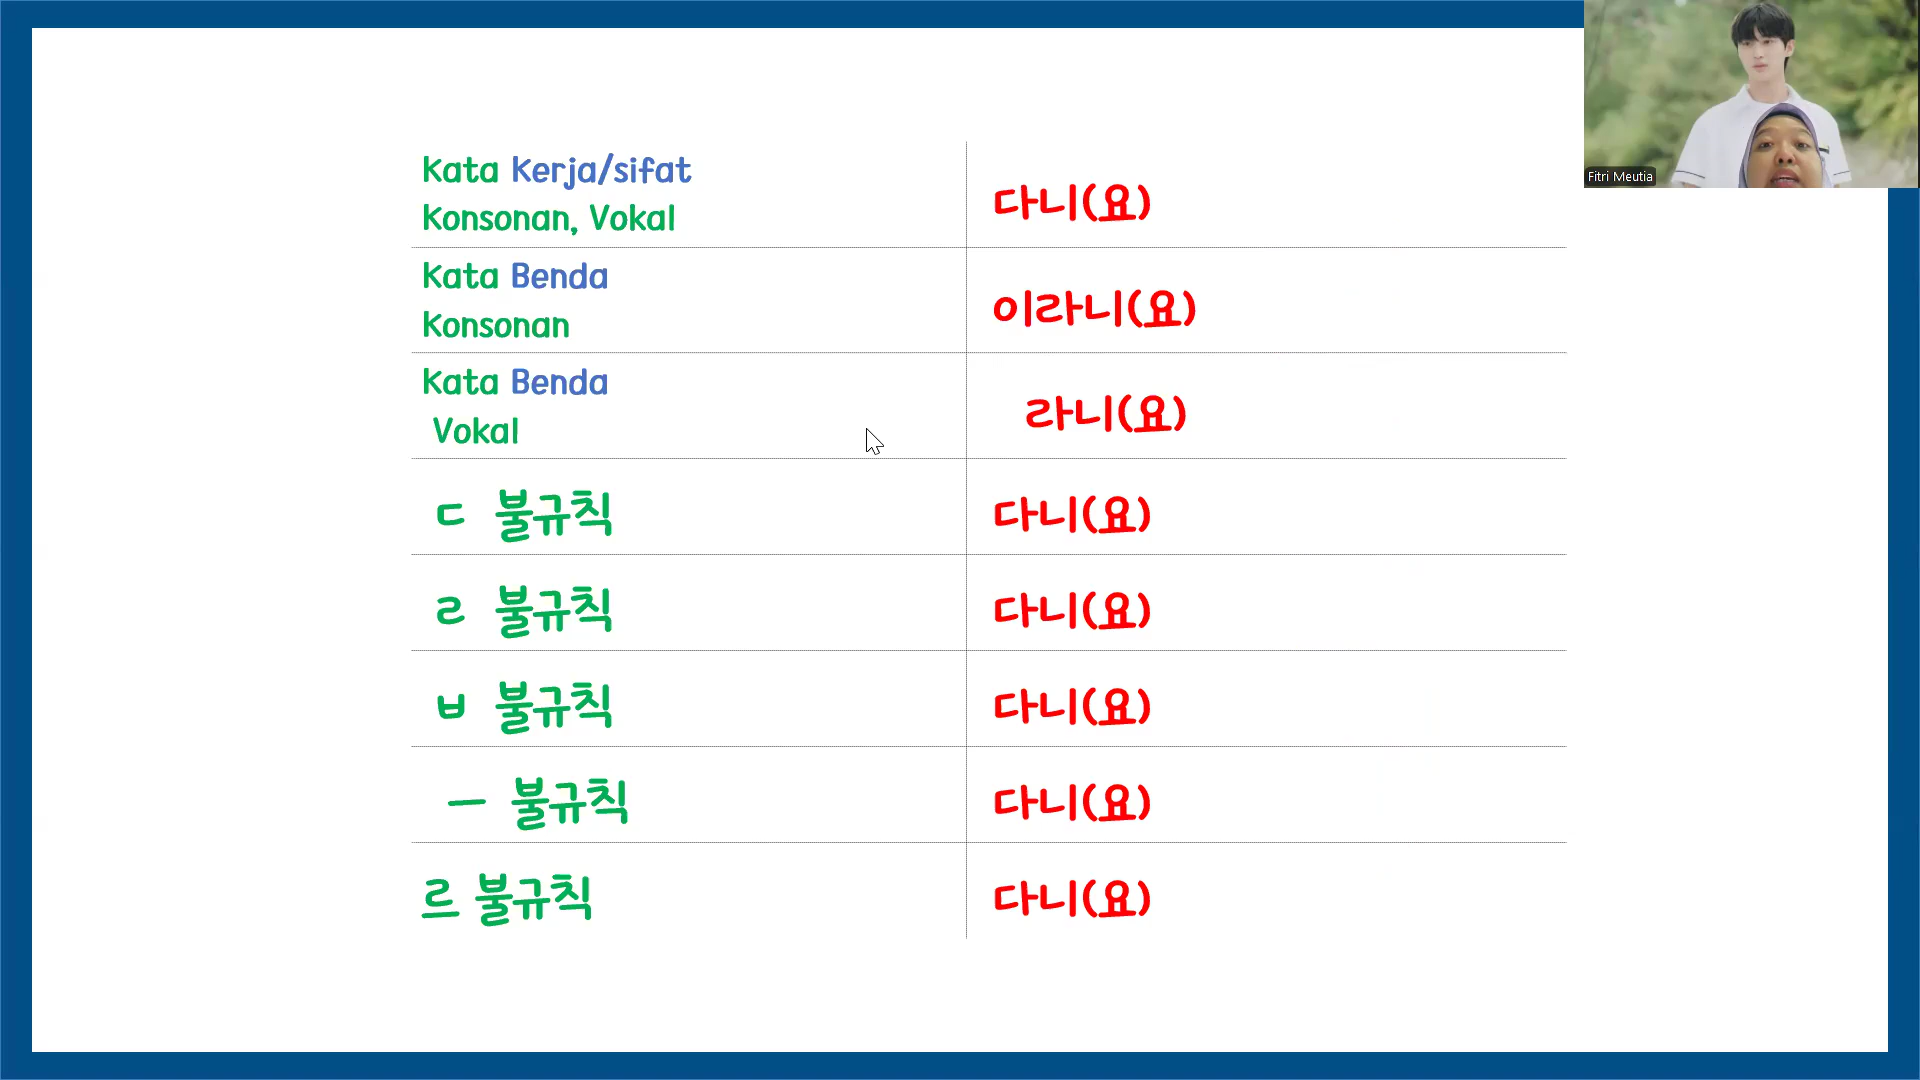 Kata Kerja/sifat
Konsonan, Vokal
다니(요)
Kata Benda
Konsonan
이라니(요)
Kata Benda
Vokal
라니(요)
ㄷ 불규칙
다니(요)
ㄹ 불규칙
다니(요)
ㅂ 불규칙
다니(요)
ㅡ 불규칙
다니(요)
르 불규칙
다니(요)
Fitri Meutia